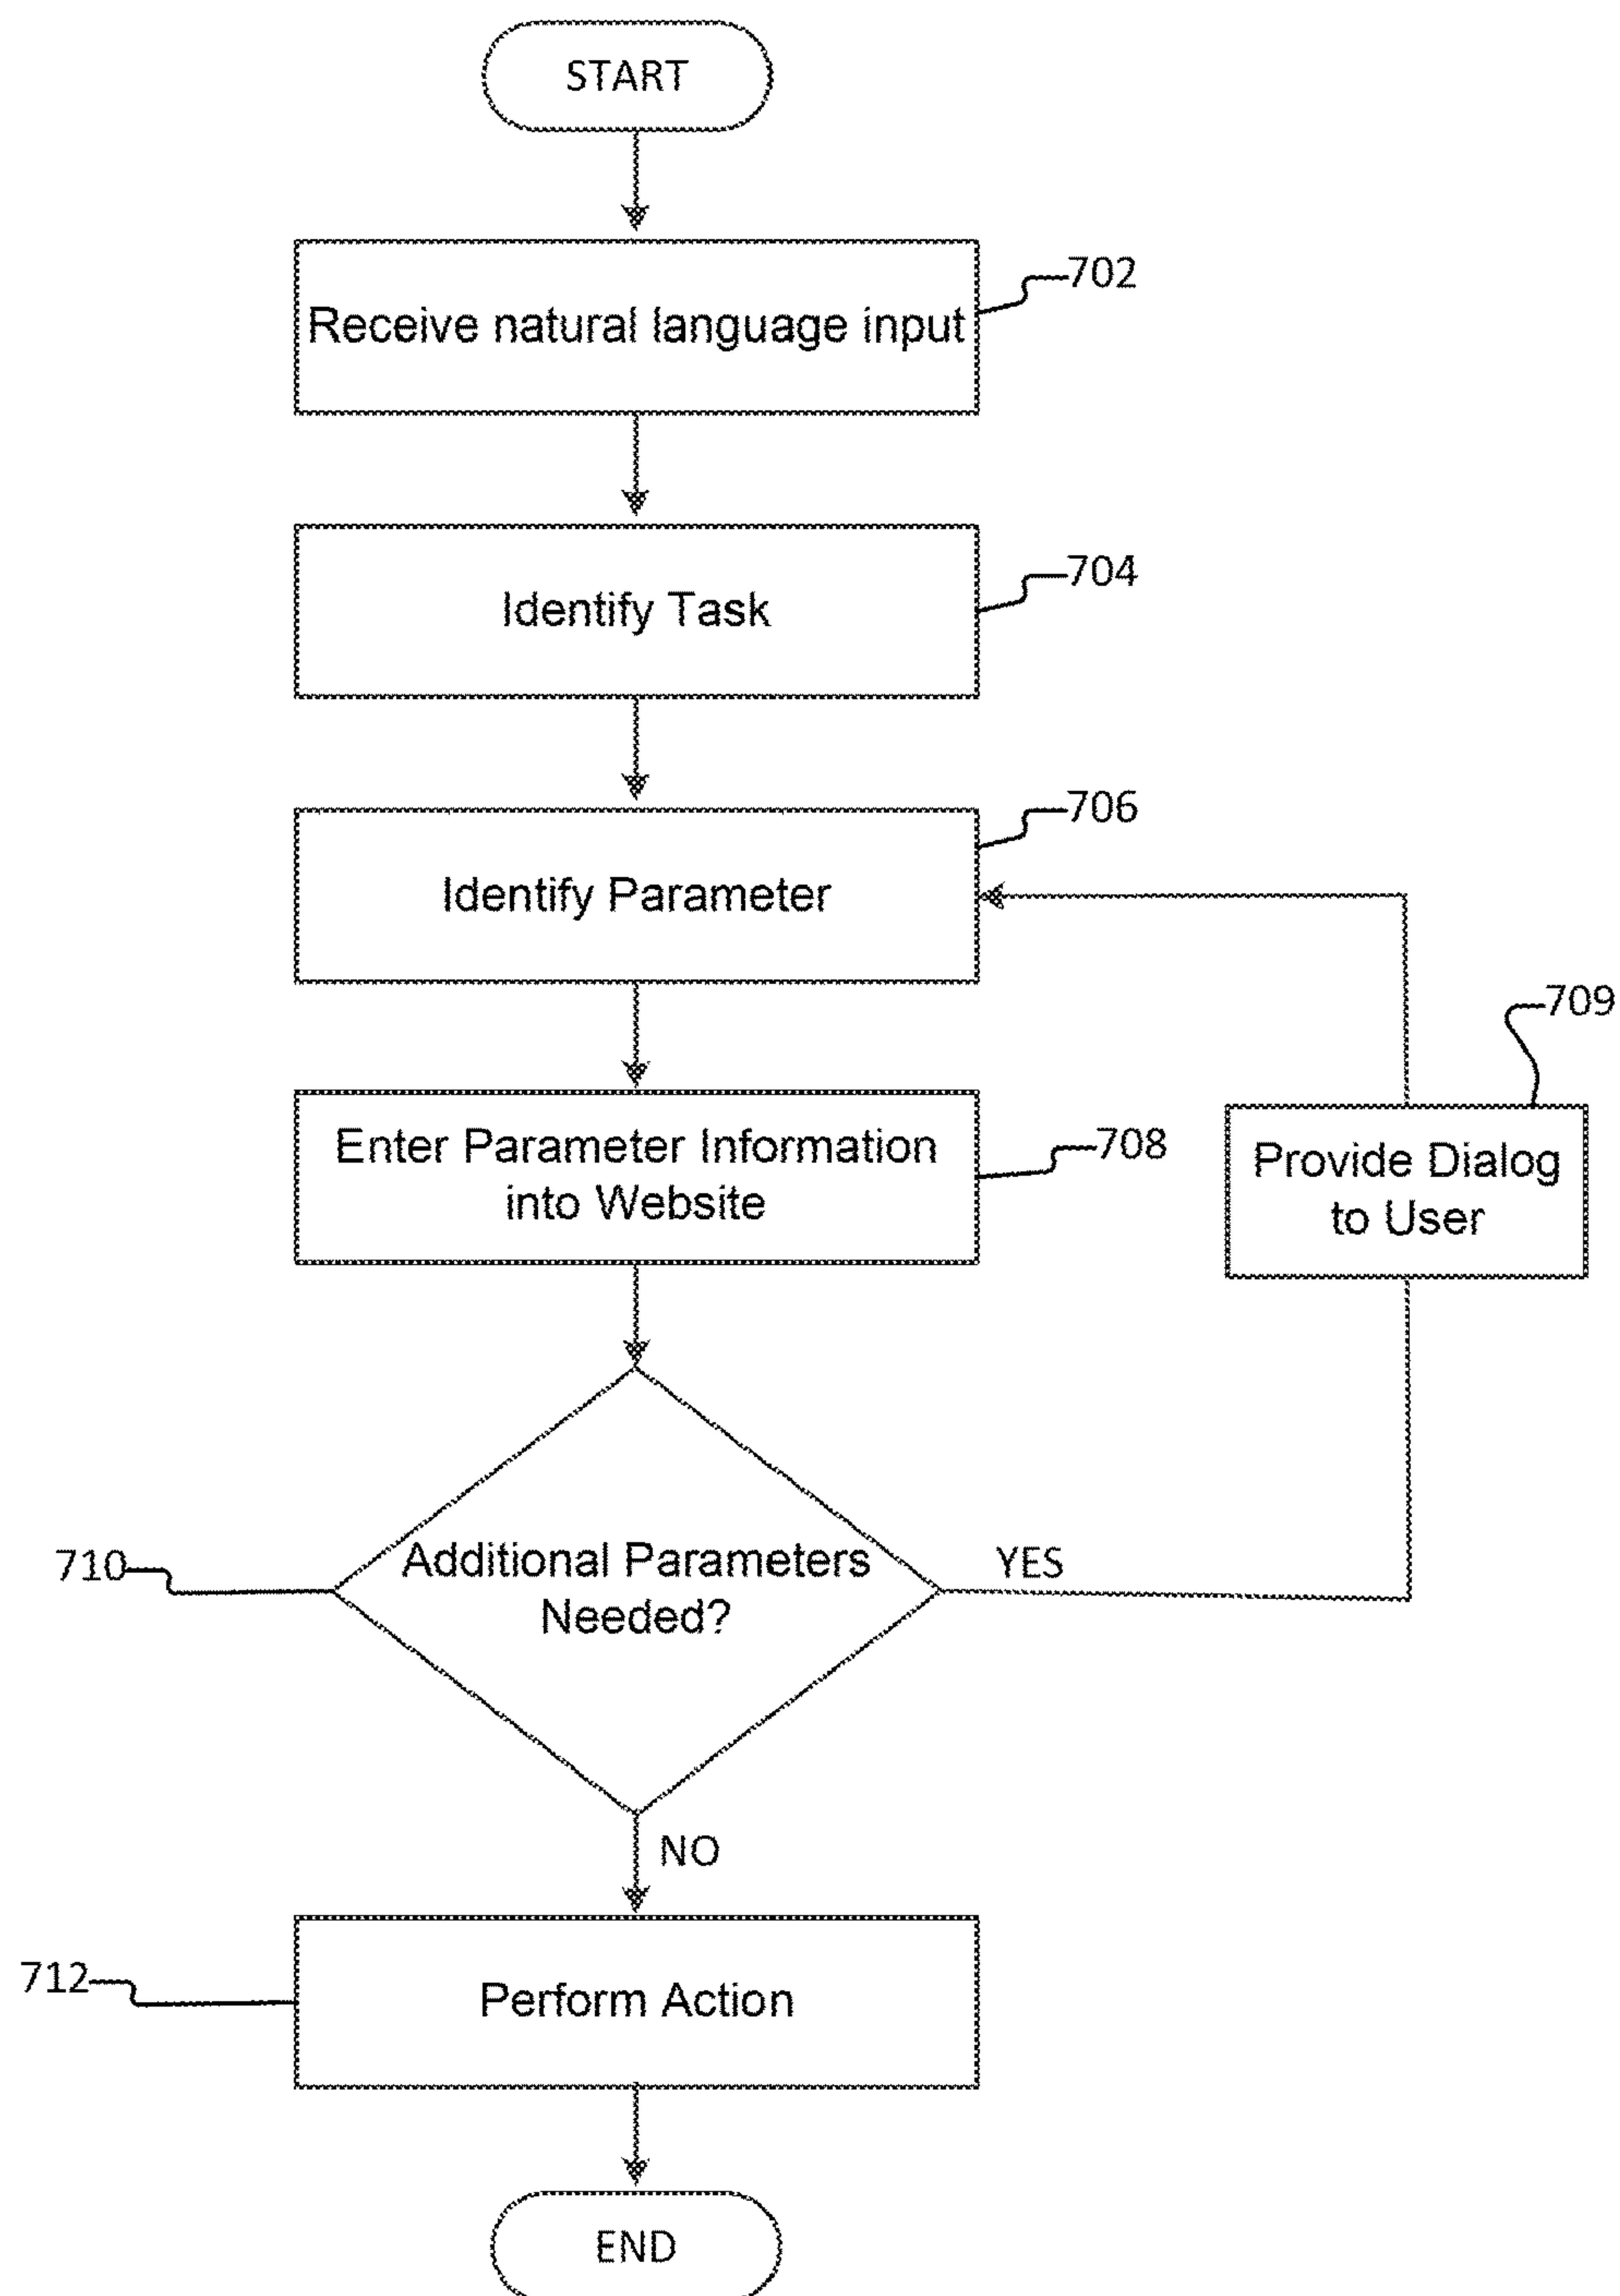 START
702
Receive natural language input
704
Identify Task
706
Identify Parameter
709
Enter Parameter Information
into Website
708
Provide Dialog
to User
710
Additional Parameters
Needed?
YES
NO
712
Perform Action
END